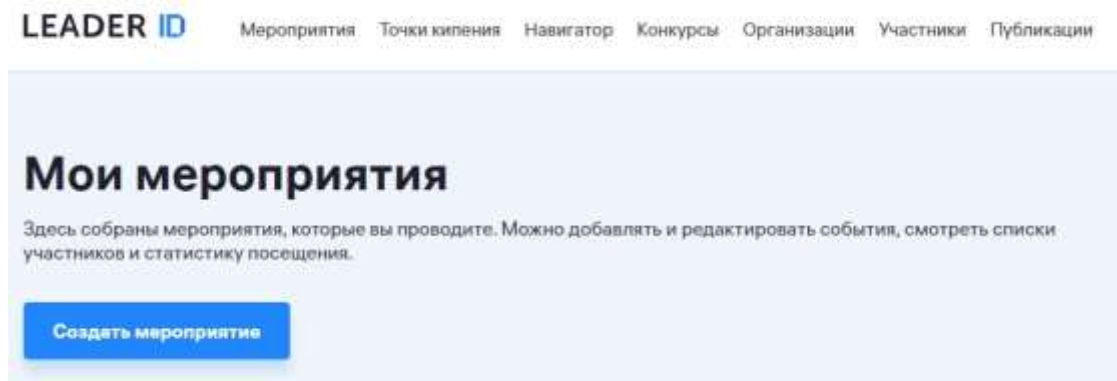 LEADER ID Мероприятия Точки кипения Навигатор Конкурсы Организации Участники Публикации
Мои мероприятия
Здесь собраны мероприятия, которые вы проводите. Можно добавлять и редактировать события, смотреть списки
участников и статистику посещения.
Создать мероприятие